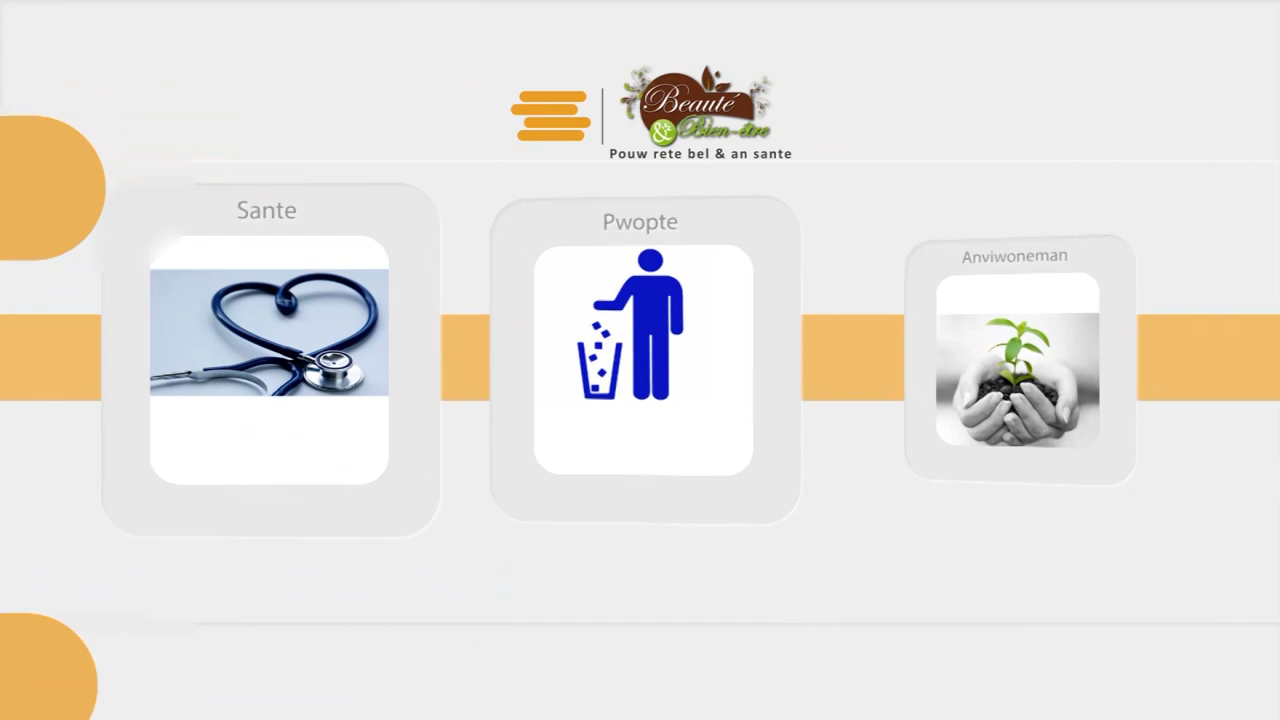 Beauté
& Bien-être
Pouw rete bel & an sante
Sante
Pwopte
Anviwoneman